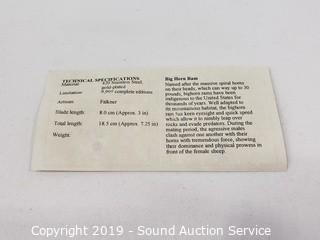 TECHNICAL SPECIFICATIONS
Material: 420 Stainless Steel,
gold-plated
Limitation: complete editions
Artisan: Falkner
Blade length: 8.0 cm (Approx. 3 in)
Total length: 18.5 cm (Approx. 7.25 in)
Weight:
Big Horn Ram
Named after the massive spiral horns
on their heads, which can way up to 30
pounds, bighorn rams have been
indigenous to the United States for
thousands of years. Well adapted to
its mountainous habitat, the bighorn
ram has keen eyesight and quick speed
which allow it to nimbly leap over
rocks and evade predators. During the
mating period, the agressive males
clash against one another with their
horns with tremendous force, showing
their dominance and physical prowess in
front of the female sheep.
Copyright 2019 - Sound Auction Service